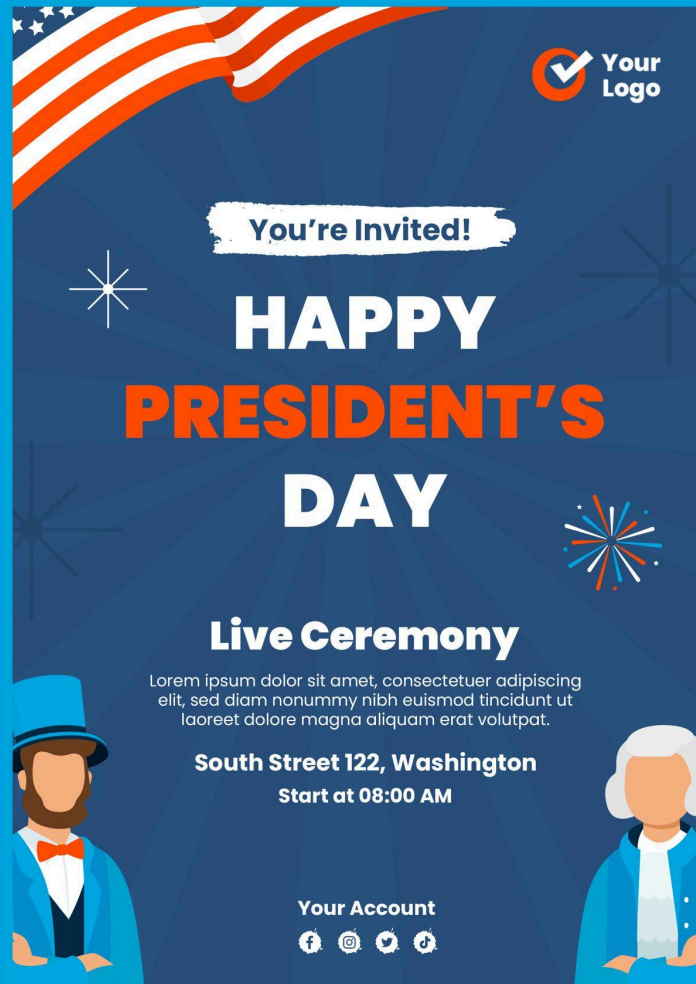 Your
Logo
You’re Invited!
HAPPY
PRESIDENT’S
DAY
Live Ceremony
Lorem ipsum dolor sit amet, consectetuer adipiscing
elit, sed diam nonummy nibh euismod tincidunt ut
laoreet dolore magna aliquam erat volutpat.
South Street 122, Washington
Start at 08:00 AM
Your Account